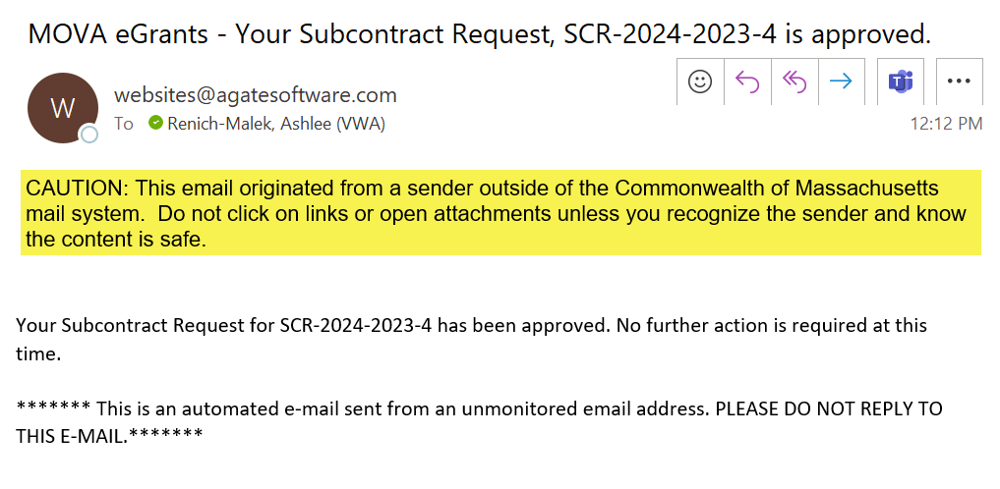 MOVA eGrants - Your Subcontract Request, SCR-2024-2023-4 is approved.
W
websites@agatesoftware.com
To Renich-Malek, Ashlee (VWA)
12:12 PM
CAUTION: This email originated from a sender outside of the Commonwealth of Massachusetts
mail system.  Do not click on links or open attachments unless you recognize the sender and know
the content is safe.
Your Subcontract Request for SCR-2024-2023-4 has been approved. No further action is required at this
time.
******* This is an automated e-mail sent from an unmonitored email address. PLEASE DO NOT REPLY TO
THIS E-MAIL.*******